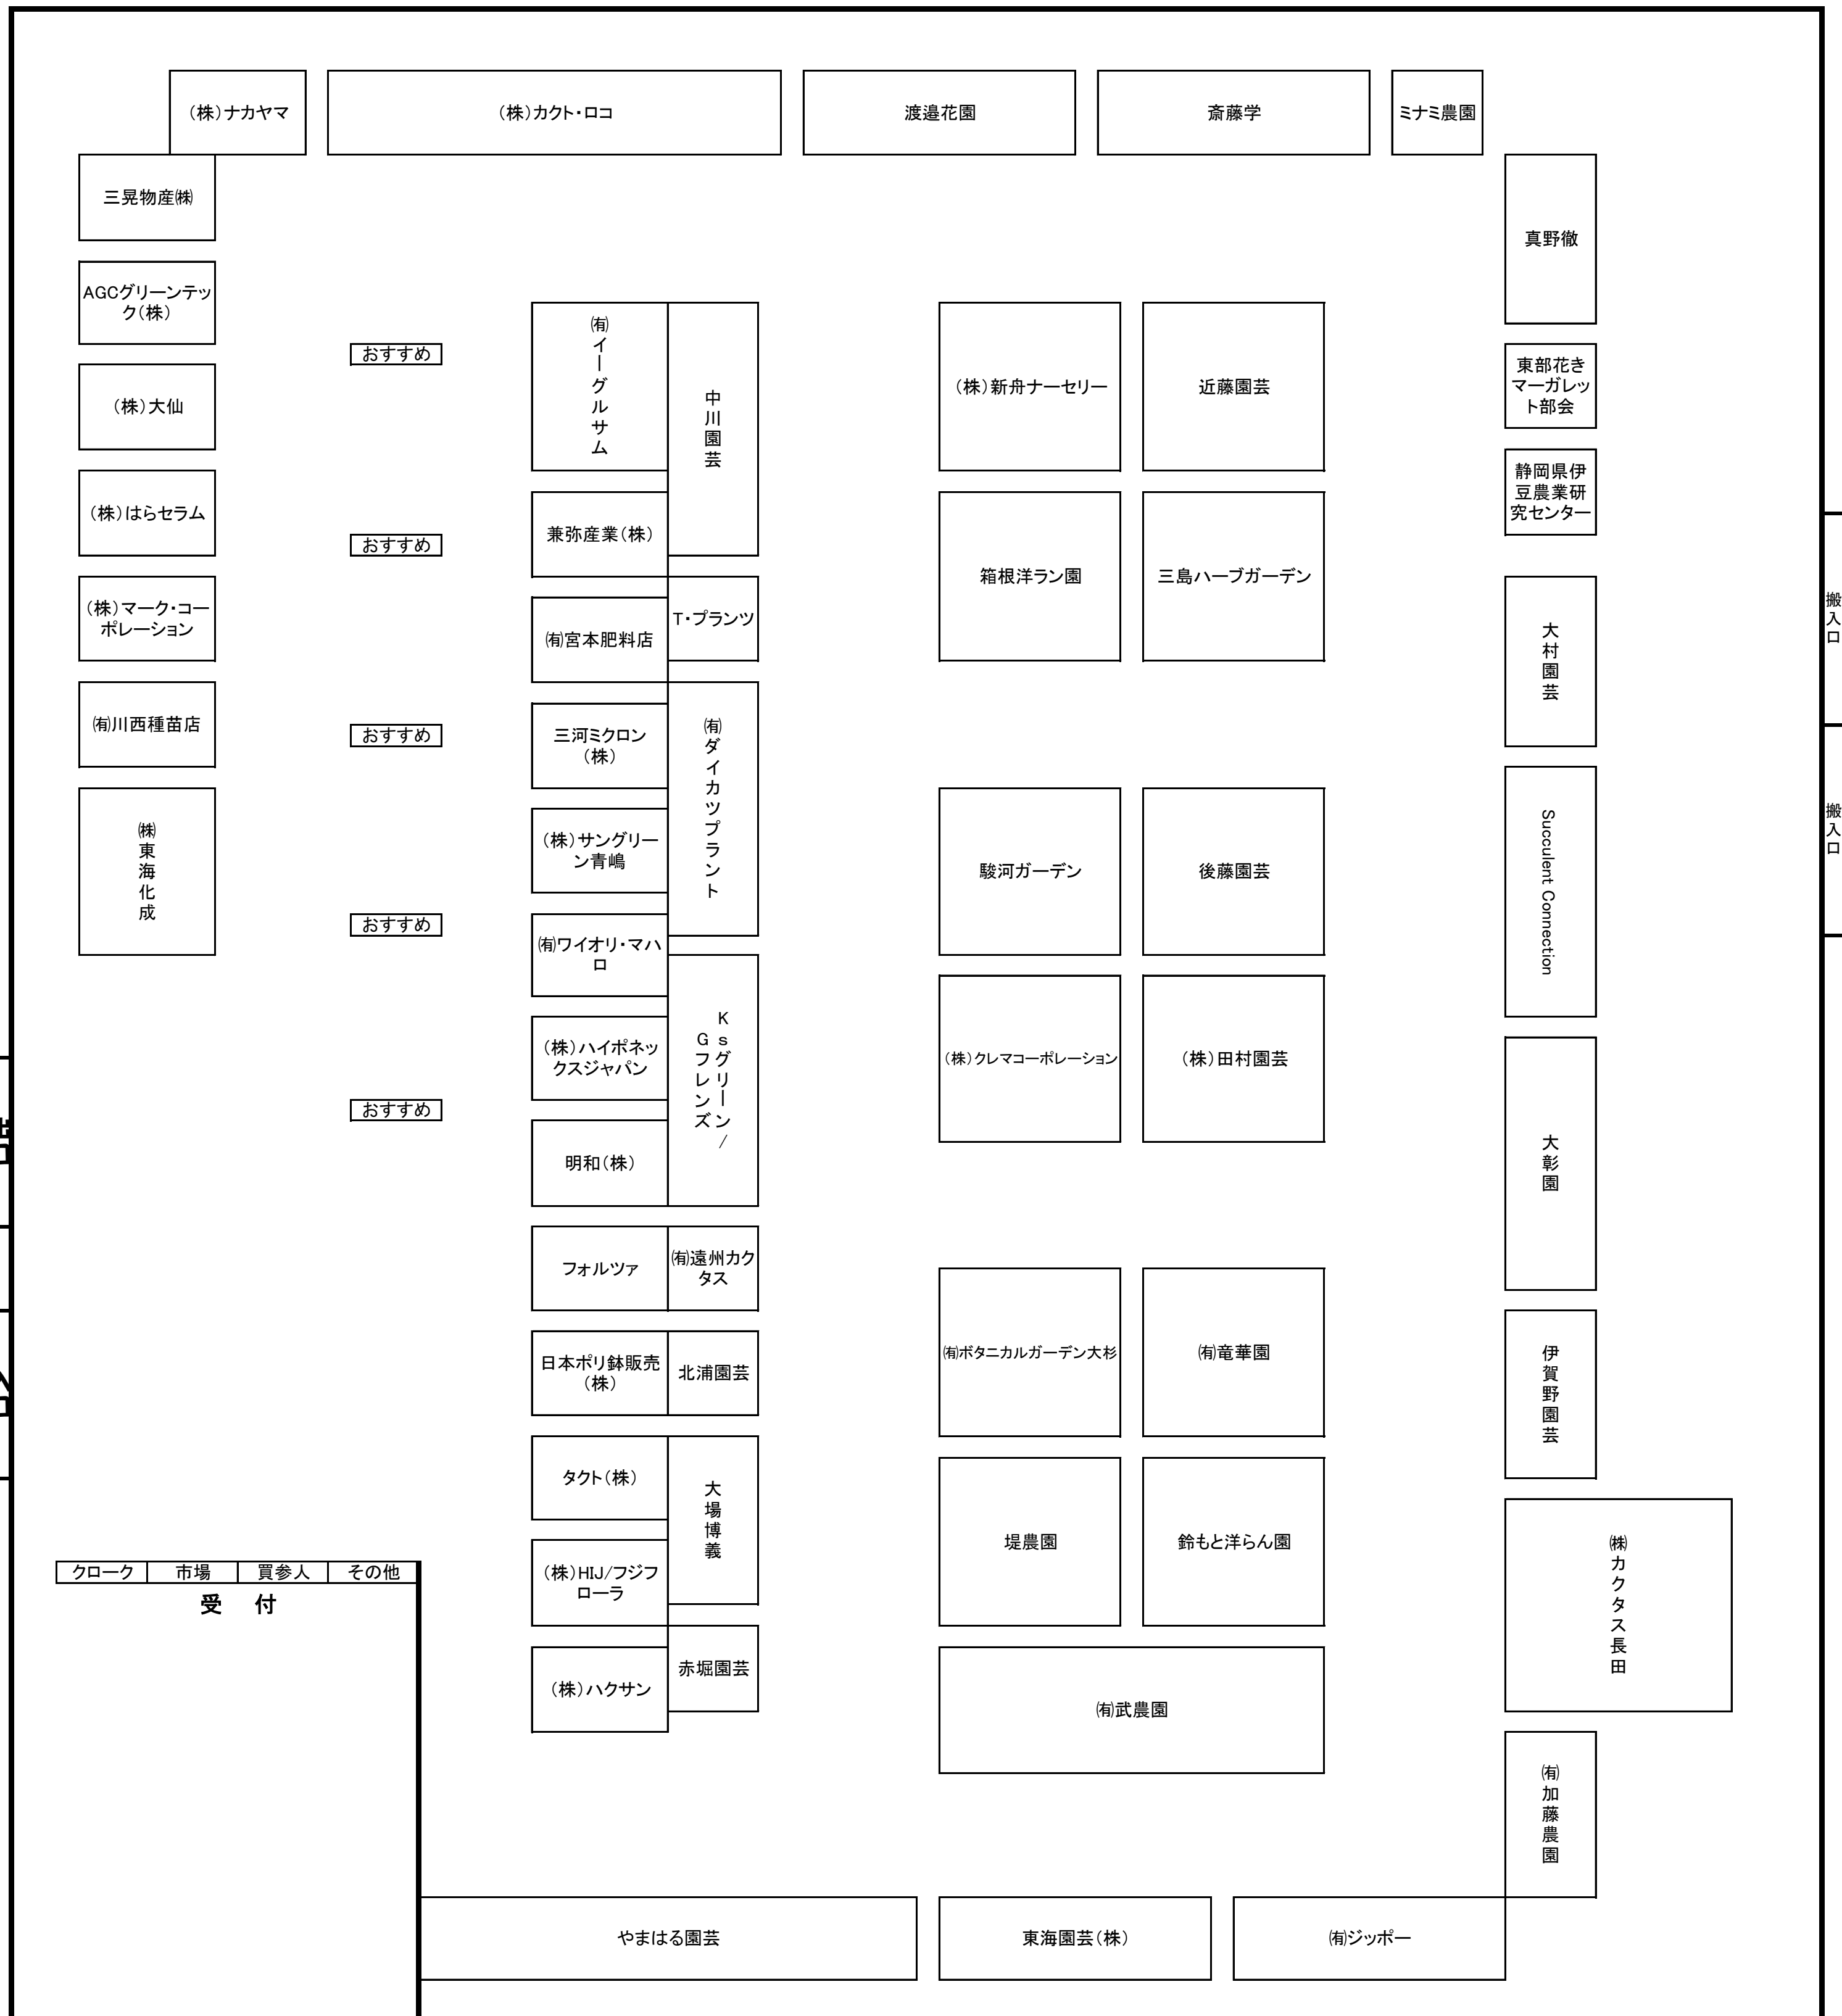 (株)ナカヤマ
(株)カクト・ロコ
渡邉花園
斎藤学
ミナミ農園
三晃物産㈱
AGCグリーンテッ
ク(株)
(株)大仙
(株)はらセラム
(株)マーク・コー
ポレーション
㈲川西種苗店
㈱東海化成
おすすめ
おすすめ
おすすめ
おすすめ
おすすめ
㈲イーグルサム
兼弥産業(株)
㈲宮本肥料店
三河ミクロン
(株)
(株)サングリー
ン青嶋
㈲ワイオリ・マハ
ロ
(株)ハイポネッ
クスジャパン
明和(株)
フォルツァ
日本ポリ鉢販売
(株)
タクト(株)
(株)HIJ/フジフ
ローラ
(株)ハクサン
中川園芸
T・プランツ
㈲ダイカツプラント
Ksグリーン/
Gフレンズ
㈲遠州カク
タス
北浦園芸
大場博義
赤堀園芸
(株)新舟ナーセリー
近藤園芸
箱根洋ラン園
三島ハーブガーデン
駿河ガーデン
後藤園芸
(株)クレマコーポレーション
(株)田村園芸
㈲ボタニカルガーデン大杉
㈲竜華園
堤農園
鈴もと洋らん園
㈲武農園
真野徹
東部花き
マーガレッ
ト部会
静岡県伊
豆農業研
究センター
大村園芸
Succulent Connection
大彰園
伊賀野園芸
㈱カクタス長田
㈲加藤農園
搬入口
搬入口
クローク
市場
買参人
その他
受 付
やまはる園芸
東海園芸(株)
㈲ジッポー